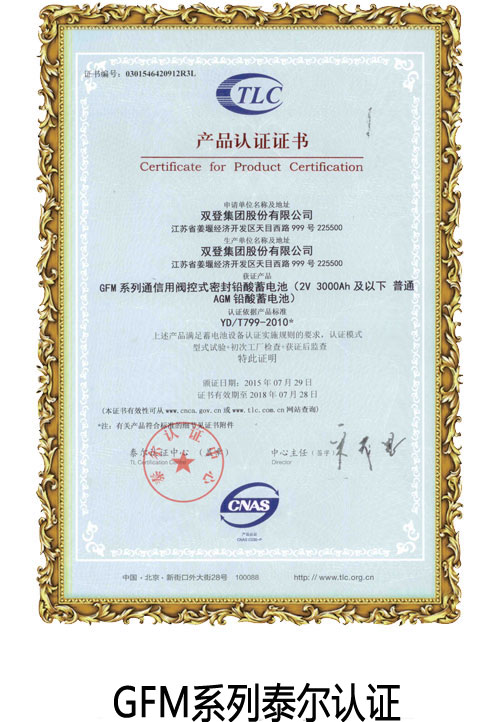 证书编号：0301546420912R3L
TLC
产品认证证书
Certificate for Product Certification
申请单位名称及地址
双登集团股份有限公司
江苏省姜堰经济开发区天目西路 999 号 225500
生产单位名称及地址
双登集团股份有限公司
江苏省姜堰经济开发区天目西路 999 号 225500
获证产品
GFM 系列通信用阀控式密封铅酸蓄电池（2V 3000Ah 及以下 普通
AGM 铅酸蓄电池）
认证依据产品标准
YD/T799-2010*
上述产品满足蓄电池设备认证实施规则的要求，认证模式
型式试验+初次工厂检查+获证后监查
特此证明
颁证日期：2015 年 07 月 29 日
证书有效期至 2018 年 07 月 28 日
(本证书有效性可从 www.cnca.gov.cn 或 www.tlc.com.cn 网站查询)
*注：有关产品符合标准的细节见证书附件
泰尔认证中心 （盖章）
中心主任（签字）
TL Certification Center
Director
泰尔认证中心
CNAS
产品认证
中国·北京·新街口外大街28号 100088
http://www.tlc.org.cn
GFM系列泰尔认证